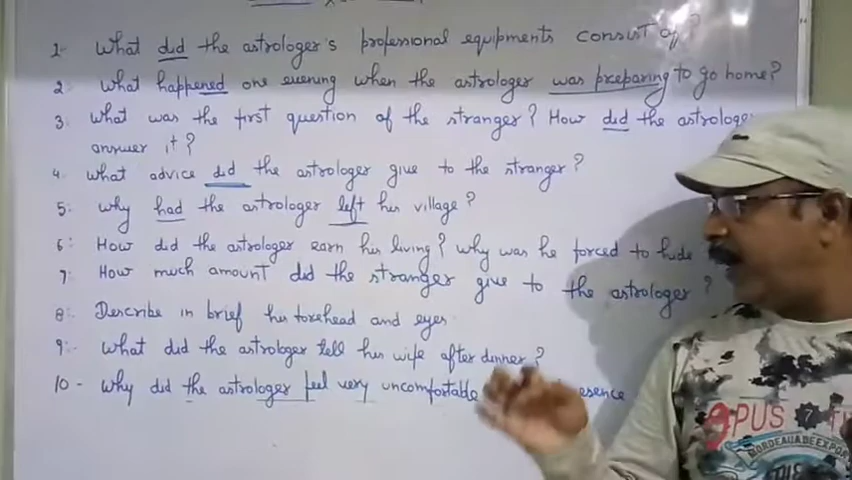 1- What did the astrologer's professional equipments consist of?
2- what happened one evening when the astrologer was preparing to go home?
3. What was the first question of the stranger? How did the astrologe
answer it?
4. what advice did the astrologer give to the stranger?
5: why had the astrologer left his village?
6: How did the astrologer earn his living? why was he forced to hide
7: How much amount did the stranger give to the astrologer?
8: Describe in brief his forehead and eyes
9:- what did the astrologer tell his wife after dinner?
10- why did the astrologer feel very uncomfortable esence
OPUS 7
BORDEAUX